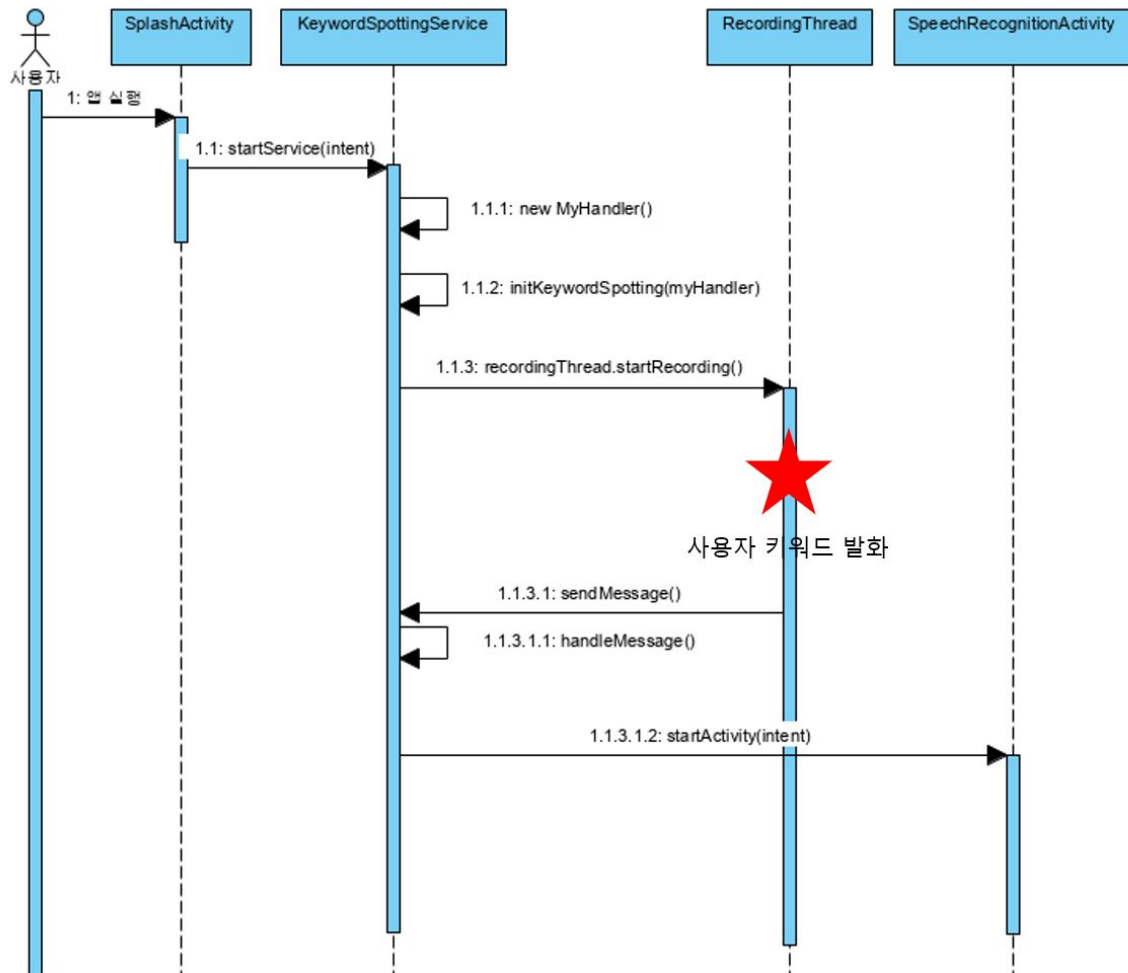 SplashActivity
KeywordSpottingService
RecordingThread
SpeechRecognitionActivity
사용자
1: 앱 실행
1.1: startService(intent)
1.1.1: new MyHandler()
1.1.2: initKeywordSpotting(myHandler)
1.1.3: recordingThread.startRecording()
사용자 키워드 발화
1.1.3.1: sendMessage()
1.1.3.1.1: handleMessage()
1.1.3.1.2: startActivity(intent)